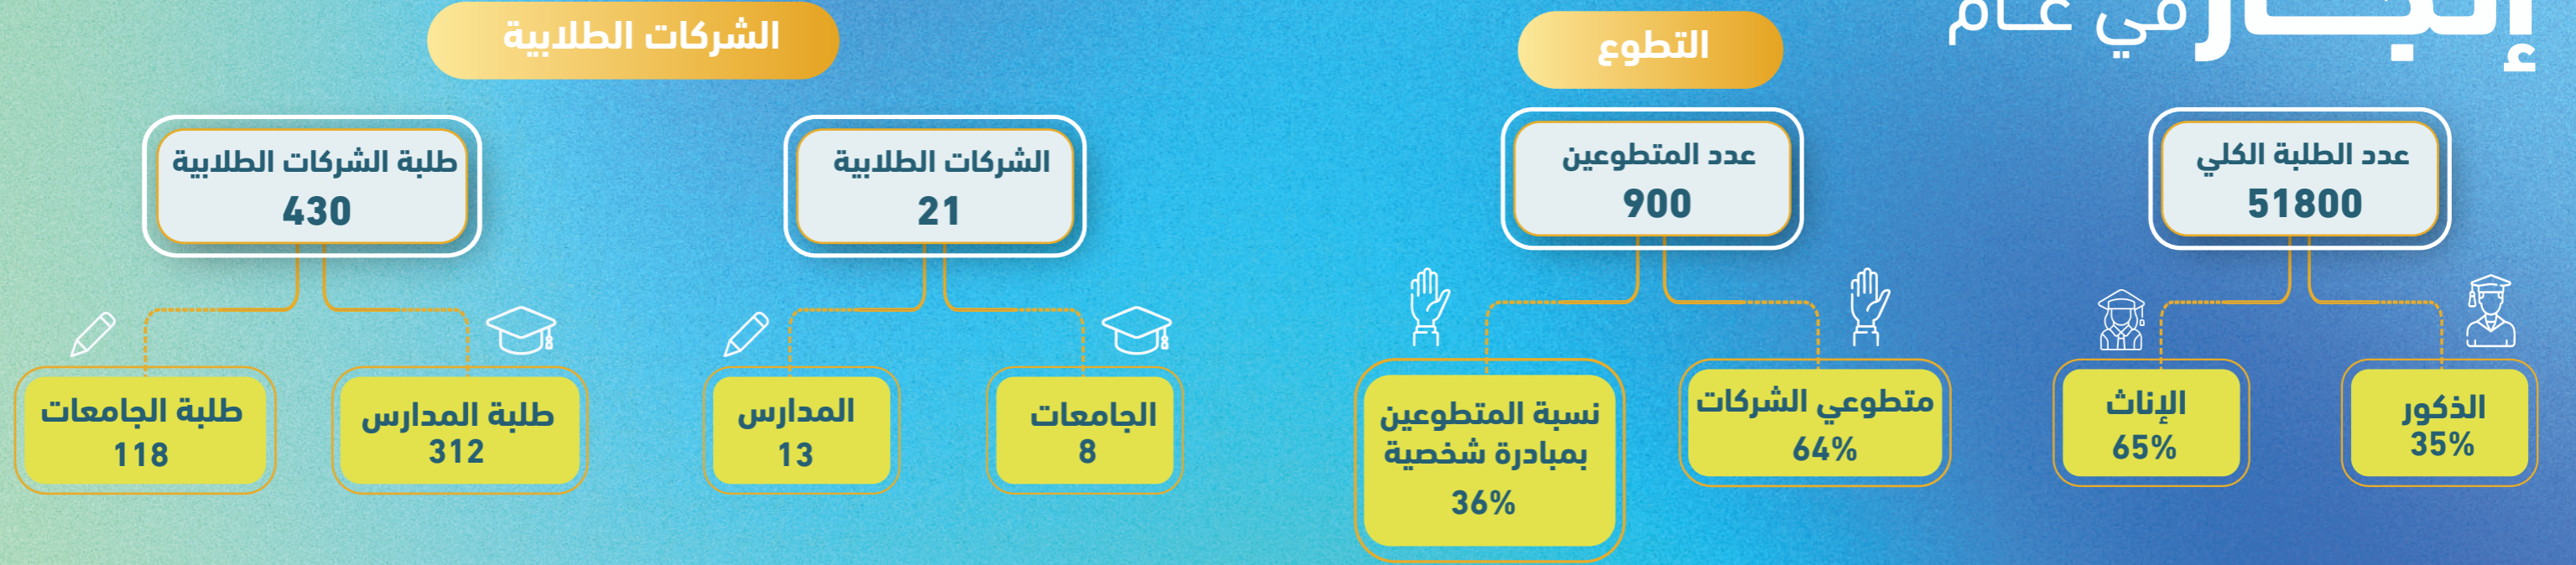 إنجاز في عام
عدد الطلبة الكلي
51800
الذكور
35%
الإناث
65%
التطوع
عدد المتطوعين
900
متطوعي الشركات
64%
نسبة المتطوعين
بمبادرة شخصية
36%
الشركات الطلابية
الشركات الطلابية
21
الجامعات
8
المدارس
13
طلبة الشركات الطلابية
430
طلبة المدارس
312
طلبة الجامعات
118